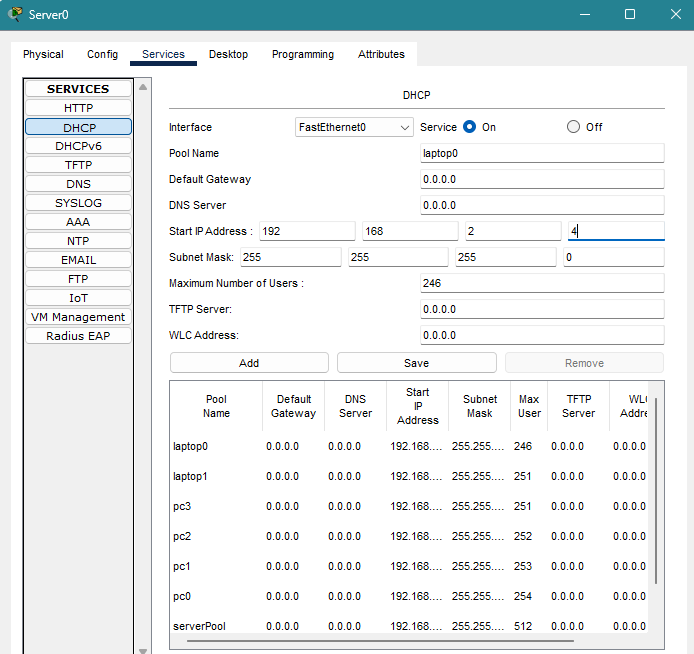 Server0
Physical Config Services Desktop Programming Attributes
SERVICES
HTTP
DHCP
DHCPv6
TFTP
DNS
SYSLOG
AAA
NTP
EMAIL
FTP
IoT
VM Management
Radius EAP
DHCP
Interface FastEthernet0 Service On Off
Pool Name laptop0
Default Gateway 0.0.0.0
DNS Server 0.0.0.0
Start IP Address : 192 168 2 4
Subnet Mask: 255 255 255 0
Maximum Number of Users : 246
TFTP Server: 0.0.0.0
WLC Address: 0.0.0.0
Add Save Remove
Pool Name Default Gateway DNS Server Start IP Address Subnet Mask Max User TFTP Server WLC Addre
laptop0 0.0.0.0 0.0.0.0 192.168.... 255.255.... 246 0.0.0.0 0.0.0.0
laptop1 0.0.0.0 0.0.0.0 192.168.... 255.255.... 251 0.0.0.0 0.0.0.0
pc3 0.0.0.0 0.0.0.0 192.168.... 255.255.... 251 0.0.0.0 0.0.0.0
pc2 0.0.0.0 0.0.0.0 192.168.... 255.255.... 252 0.0.0.0 0.0.0.0
pc1 0.0.0.0 0.0.0.0 192.168.... 255.255.... 253 0.0.0.0 0.0.0.0
pc0 0.0.0.0 0.0.0.0 192.168.... 255.255.... 254 0.0.0.0 0.0.0.0
serverPool 0.0.0.0 0.0.0.0 192.168.... 255.255.... 512 0.0.0.0 0.0.0.0